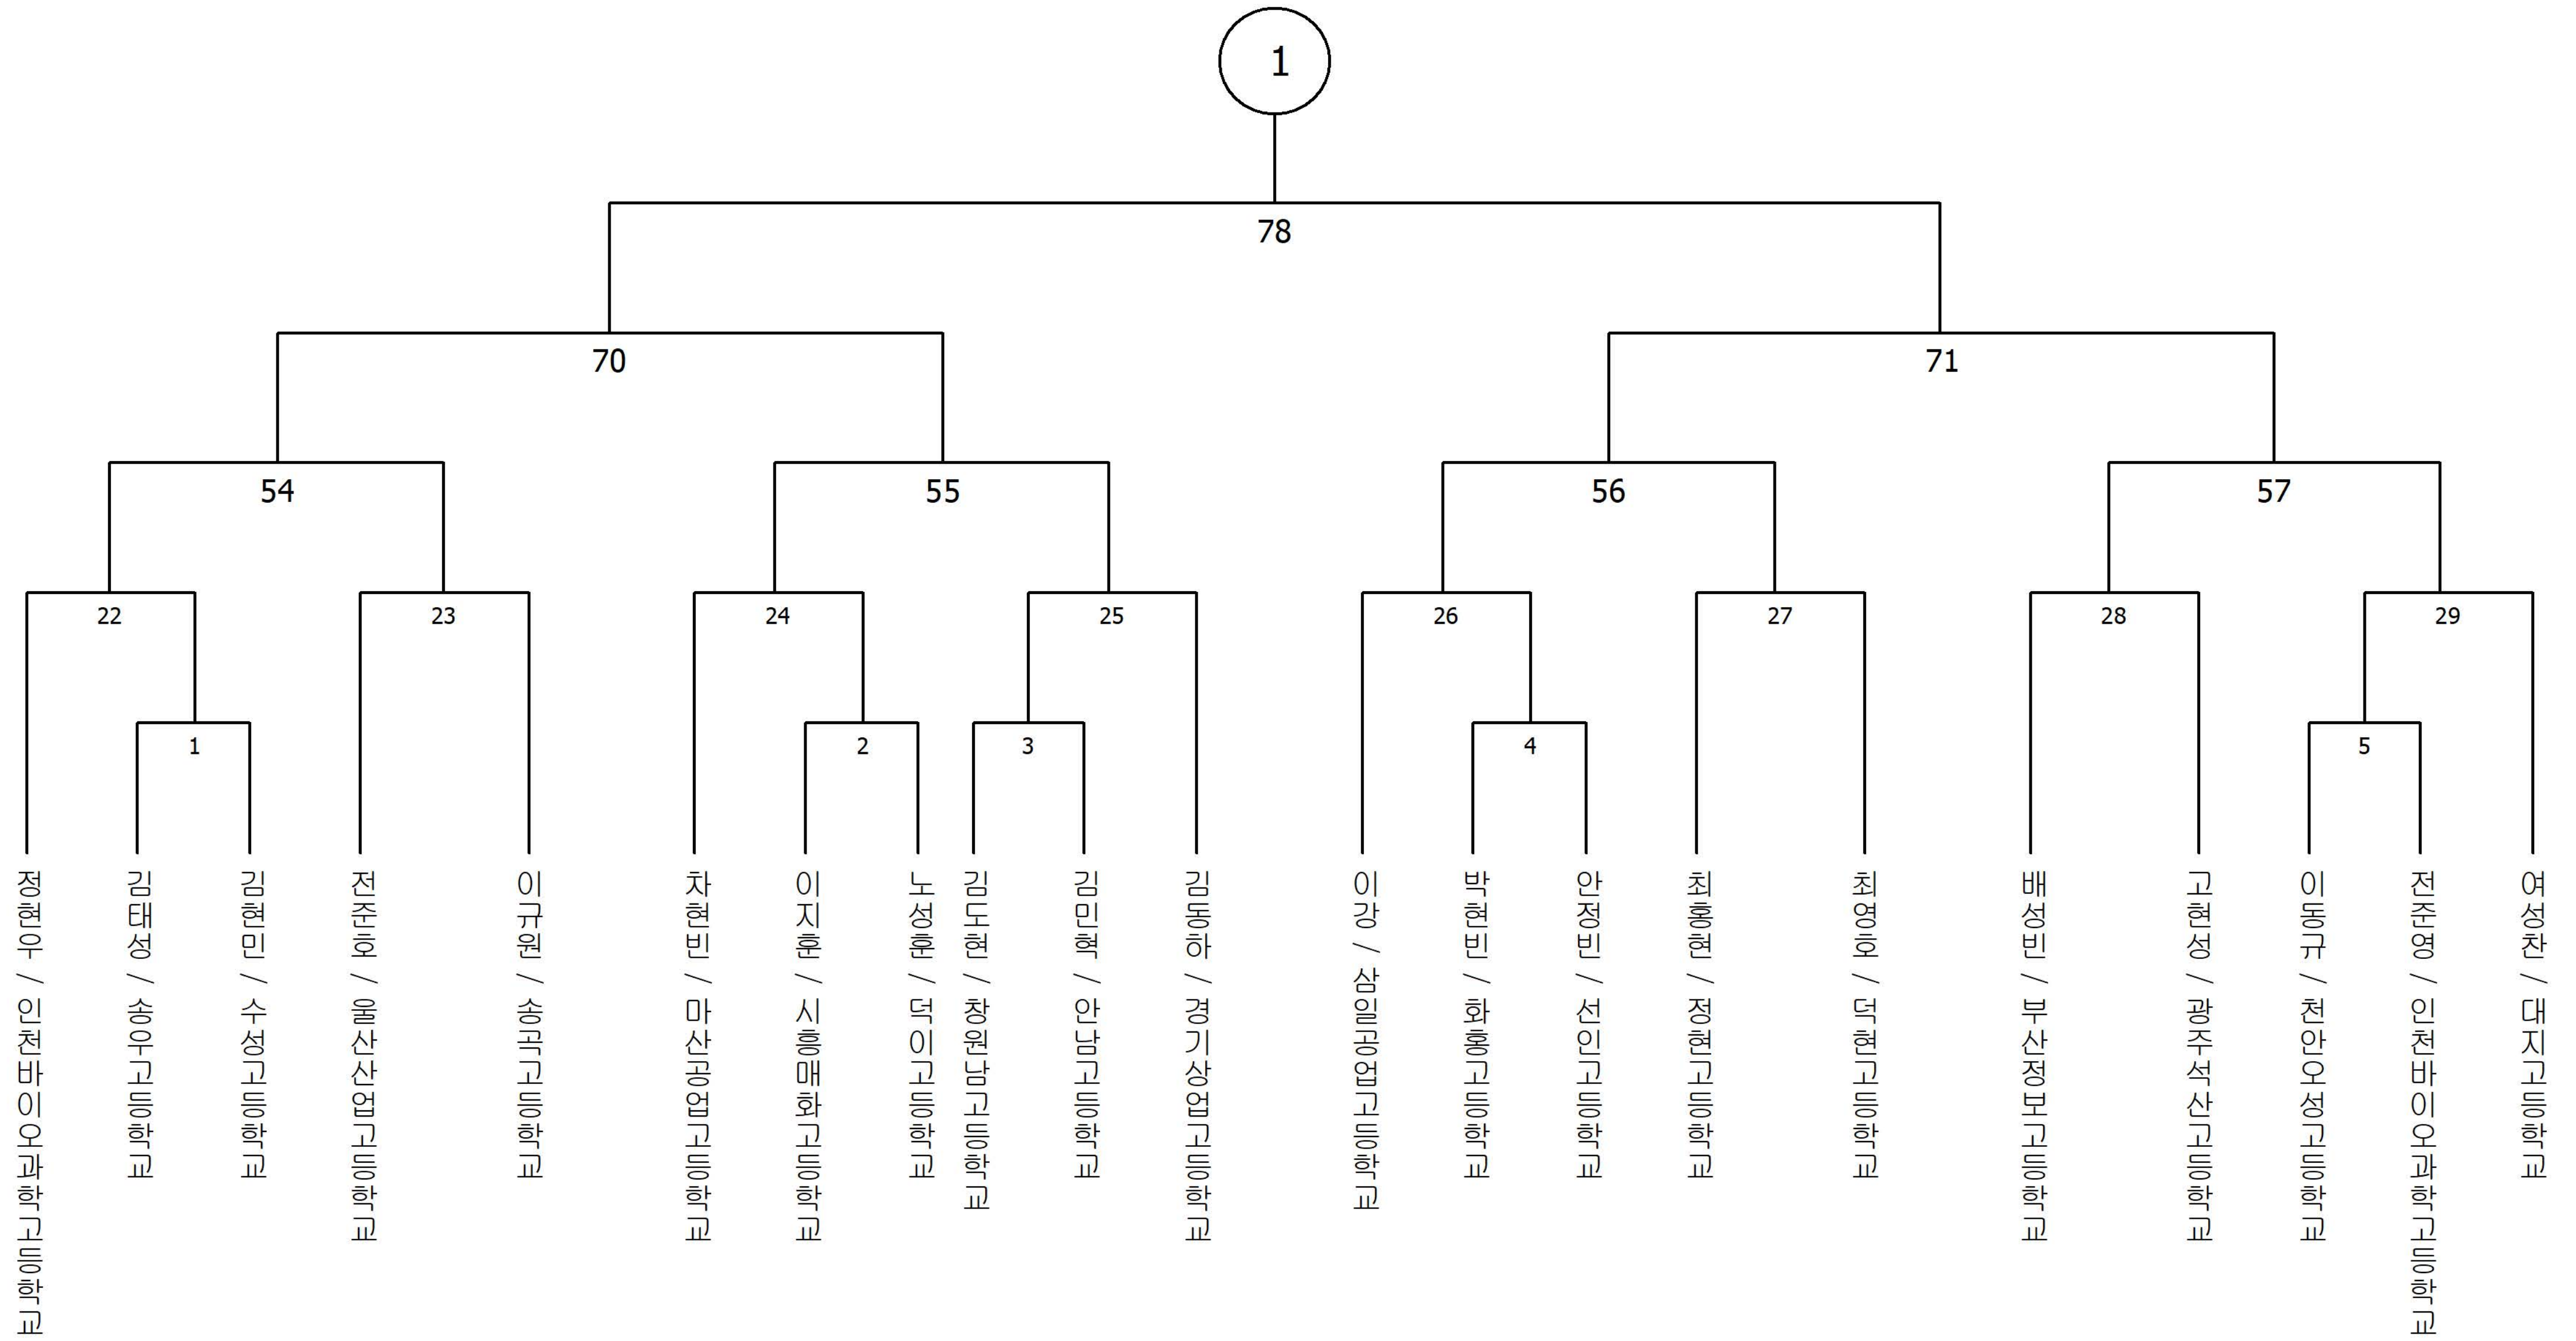 1
78
70
71
54
55
56
57
22
23
24
25
26
27
28
29
1
2
3
4
5
정현우 / 인천바이오과학고등학교
김태성 / 송우고등학교
김현민 / 수성고등학교
전준호 / 울산산업고등학교
이규원 / 송곡고등학교
차현빈 / 마산공업고등학교
이지훈 / 시흥매화고등학교
노성훈 / 덕이고등학교
김도현 / 창원남고등학교
김민혁 / 안남고등학교
김동하 / 경기상업고등학교
이강 / 삼일공업고등학교
박현빈 / 화홍고등학교
안정빈 / 선인고등학교
최홍현 / 정현고등학교
최영호 / 덕현고등학교
배성빈 / 부산정보고등학교
고현성 / 광주석산고등학교
이동규 / 천안오성고등학교
전준영 / 인천바이오과학고등학교
여성찬 / 대지고등학교